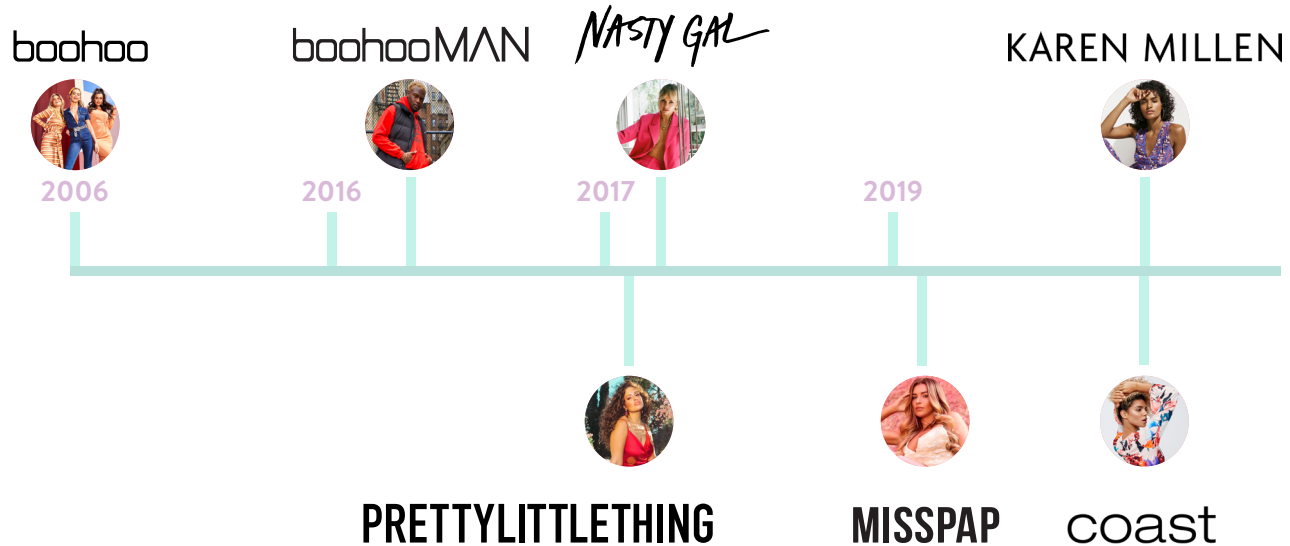 boohoo
boohooMAN
NASTY GAL
KAREN MILLEN
2006
2016
2017
2019
PRETTYLITTLETHING
MISSPAP
coast